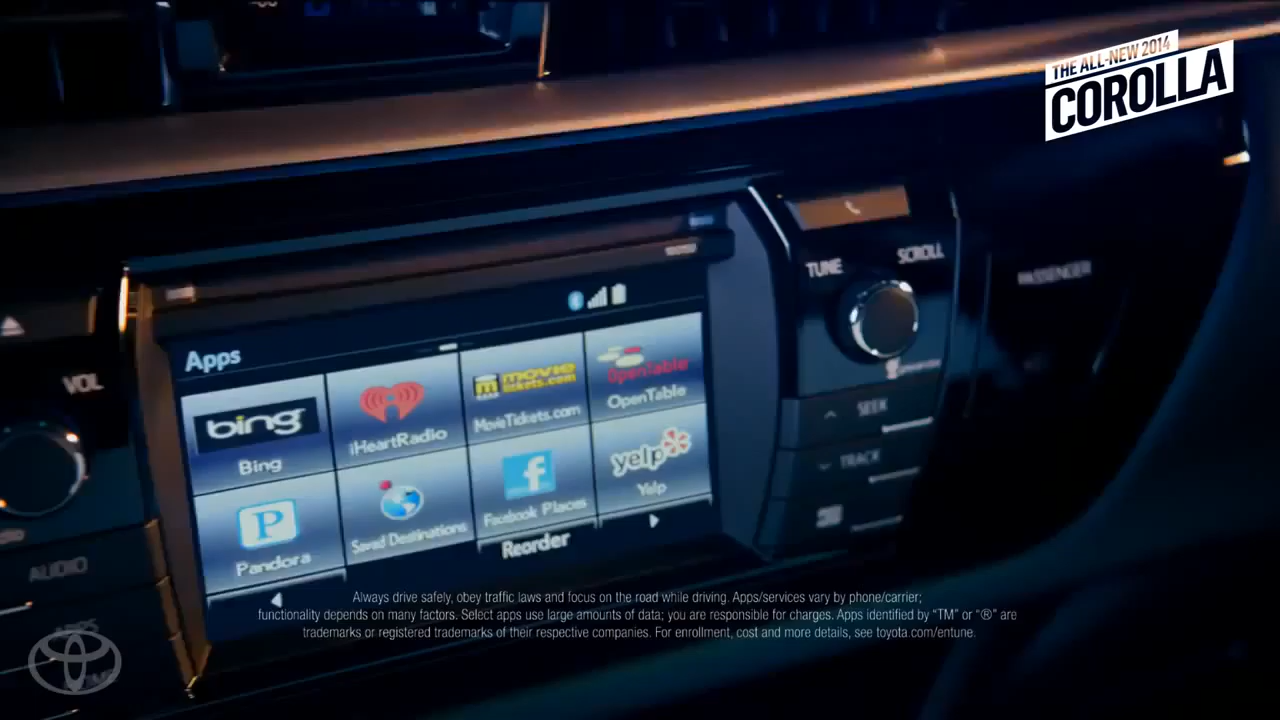 THE ALL-NEW 2014
COROLLA
TUNE
SCROLL
PASSENGER
VOL
Apps
bing
Bing
iHeartRadio
movie
tickets.com
MovieTickets.com
OpenTable
OpenTable
P
Pandora
Saved Destinations
f
Facebook Places
yelp
Yelp
Reorder
SEEK
TRACK
AUDIO
Always drive safely, obey traffic laws and focus on the road while driving. Apps/services vary by phone/carrier;
functionality depends on many factors. Select apps use large amounts of data; you are responsible for charges. Apps identified by “TM” or “®” are
trademarks or registered trademarks of their respective companies. For enrollment, cost and more details, see toyota.com/entune.